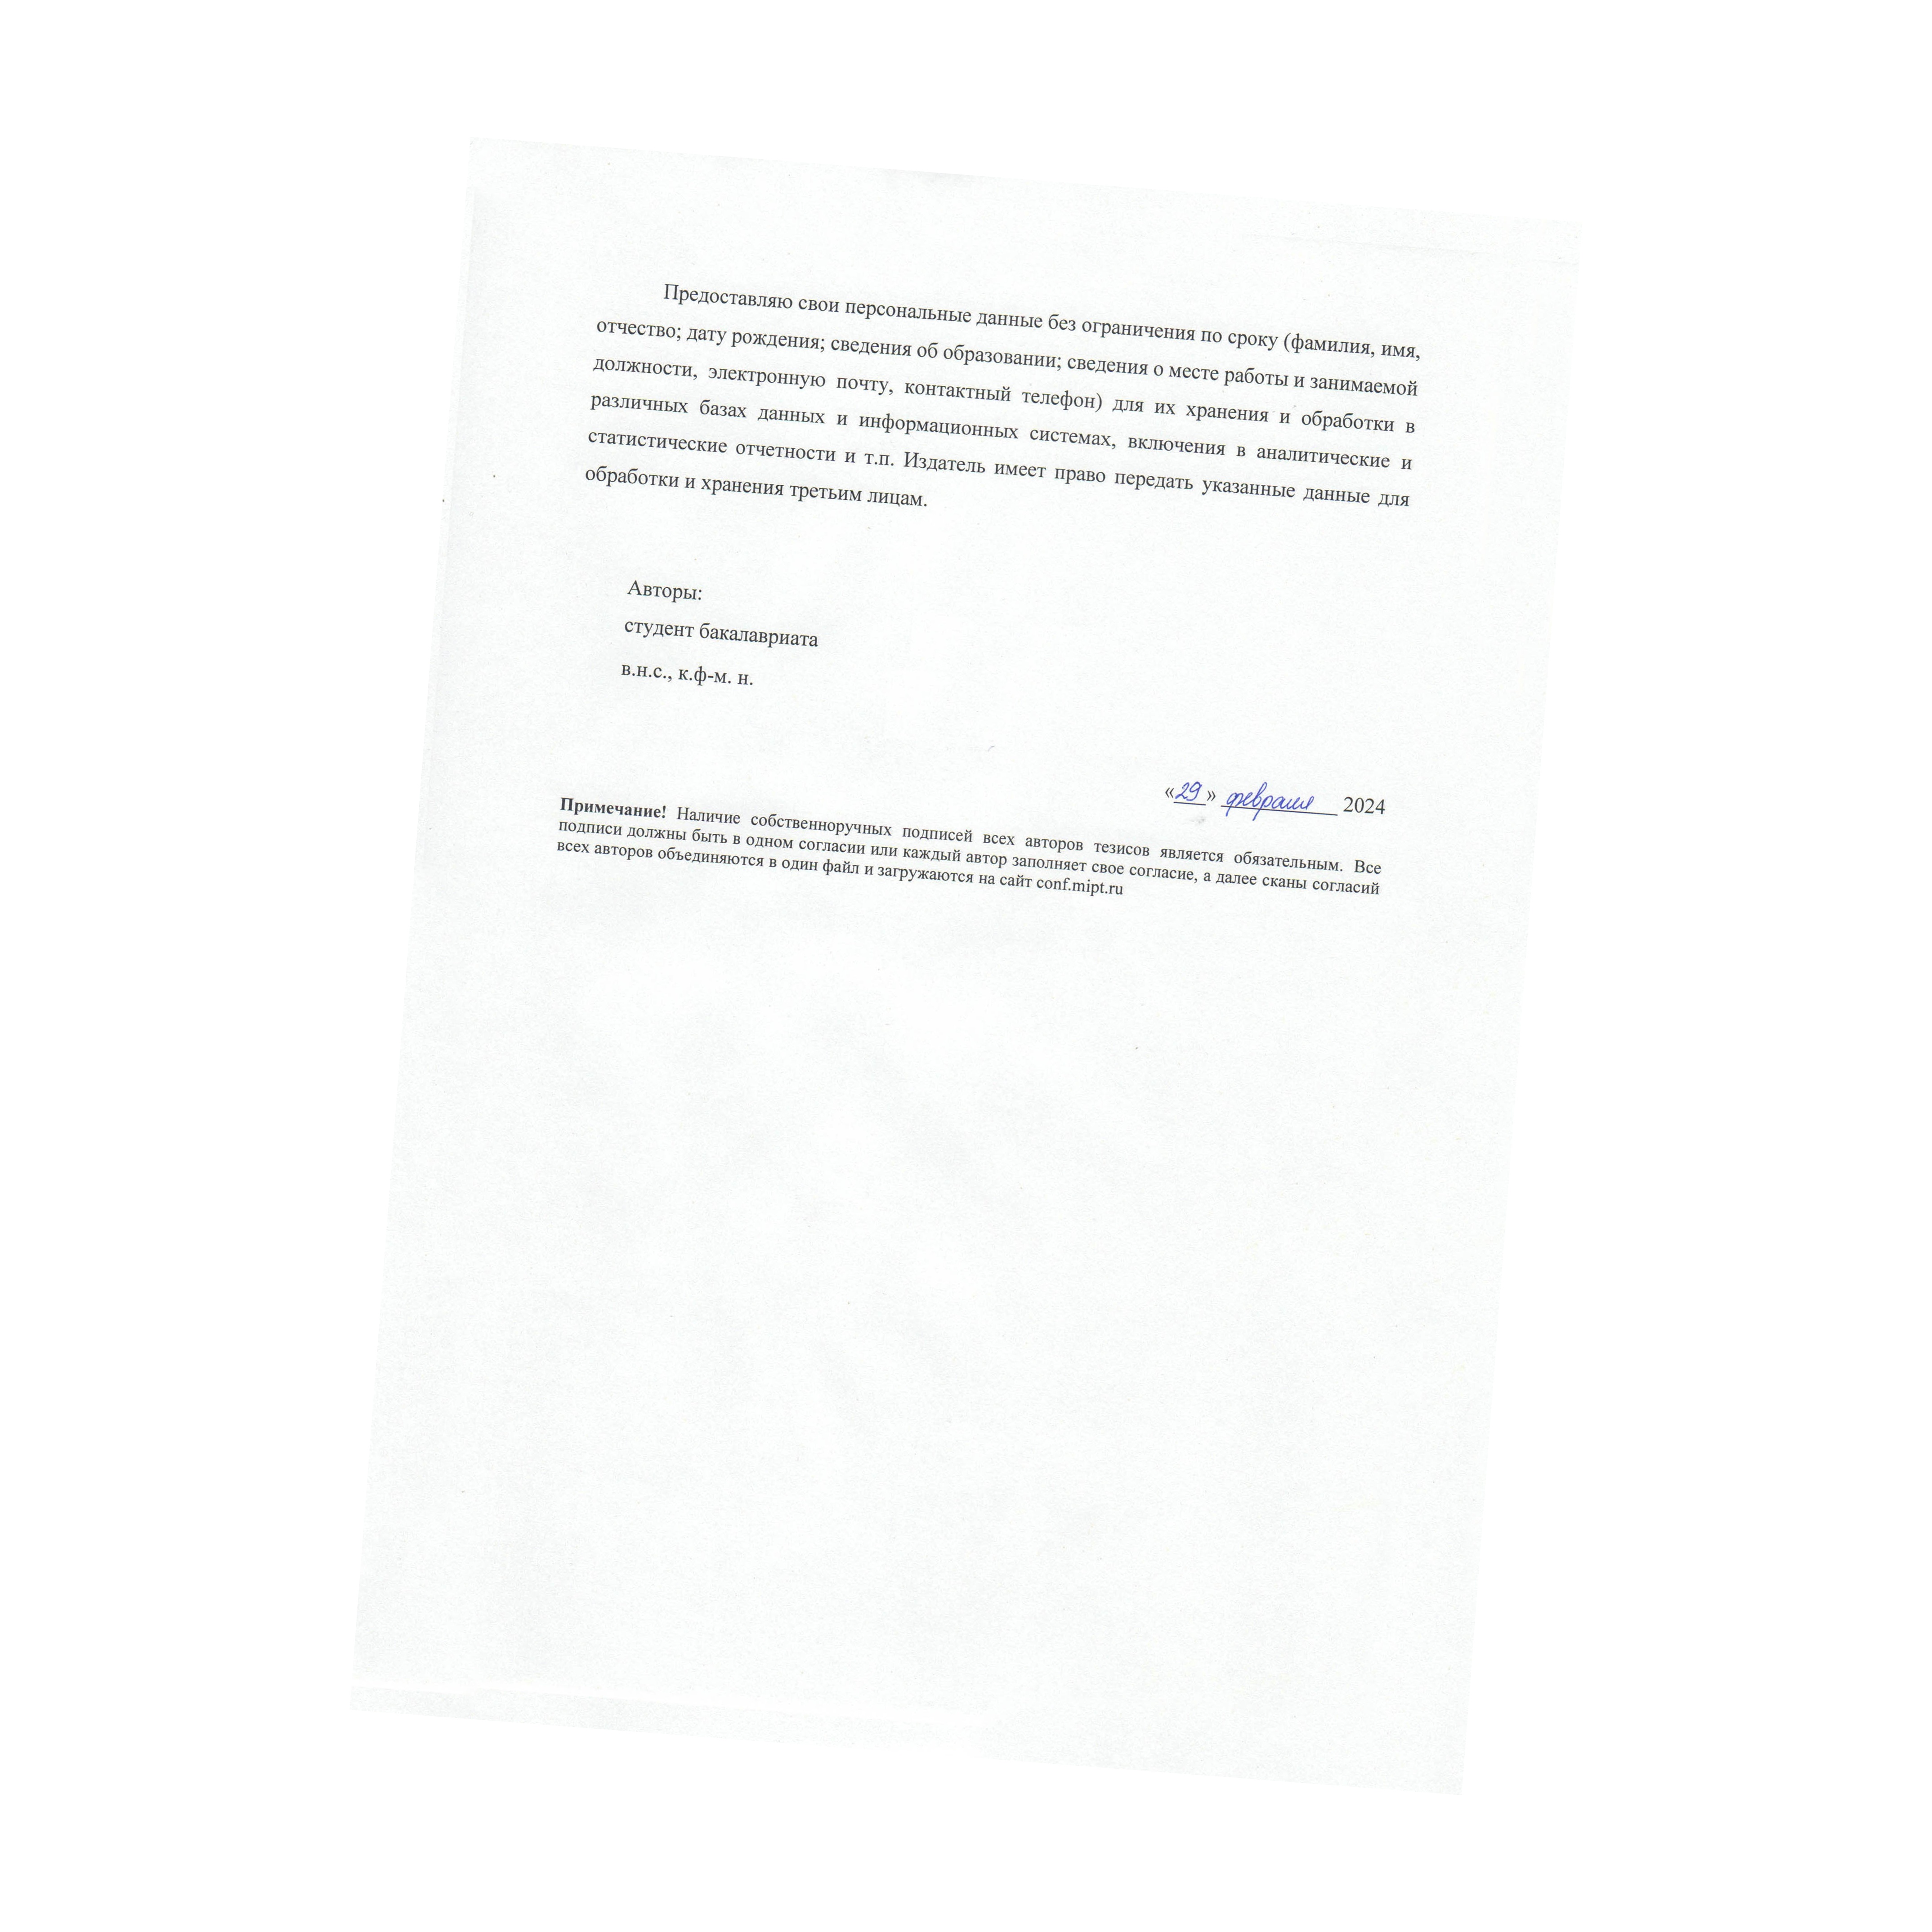 Предоставляю свои персональные данные без ограничения по сроку (фамилия, имя,
отчество; дату рождения; сведения об образовании; сведения о месте работы и занимаемой
должности, электронную почту, контактный телефон) для их хранения и обработки в
различных базах данных и информационных системах, включения в аналитические и
статистические отчетности и т.п. Издатель имеет право передать указанные данные для
обработки и хранения третьим лицам.
Авторы:
студент бакалавриата
в.н.с., к.ф-м. н.
«29» февраля 2024
Примечание! Наличие собственноручных подписей всех авторов тезисов является обязательным. Все
подписи должны быть в одном согласии или каждый автор заполняет свое согласие, а далее сканы согласий
всех авторов объединяются в один файл и загружаются на сайт conf.mipt.ru